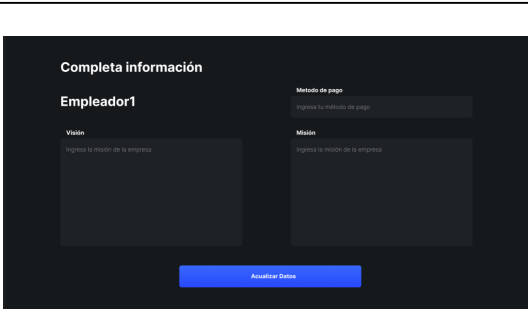 Completa información
Empleador1
Metodo de pago
Ingresa tu método de pago
Visión
Ingresa la misión de la empresa
Misión
Ingresa la misión de la empresa
Acualizar Datos